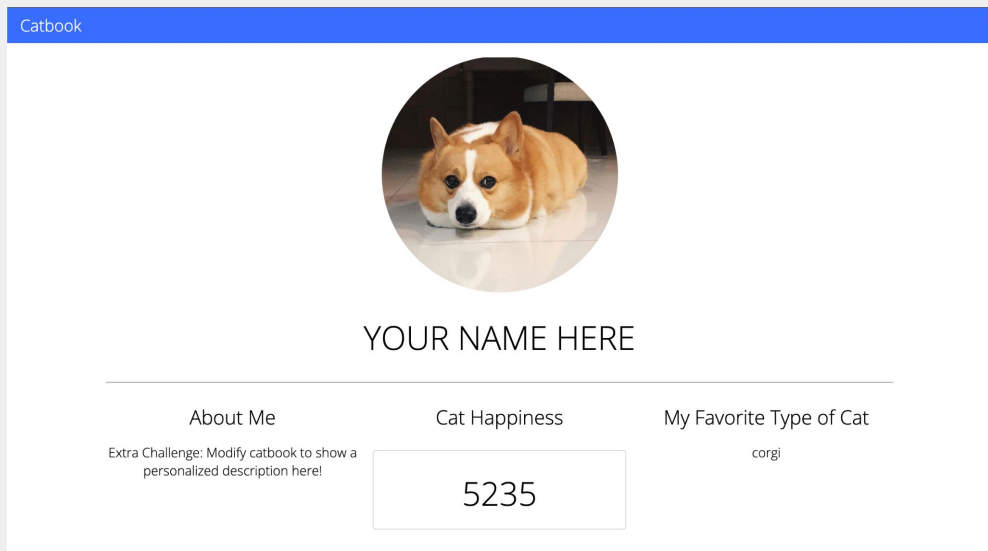 Catbook
YOUR NAME HERE
About Me
Extra Challenge: Modify catbook to show a
personalized description here!
Cat Happiness
5235
My Favorite Type of Cat
corgi